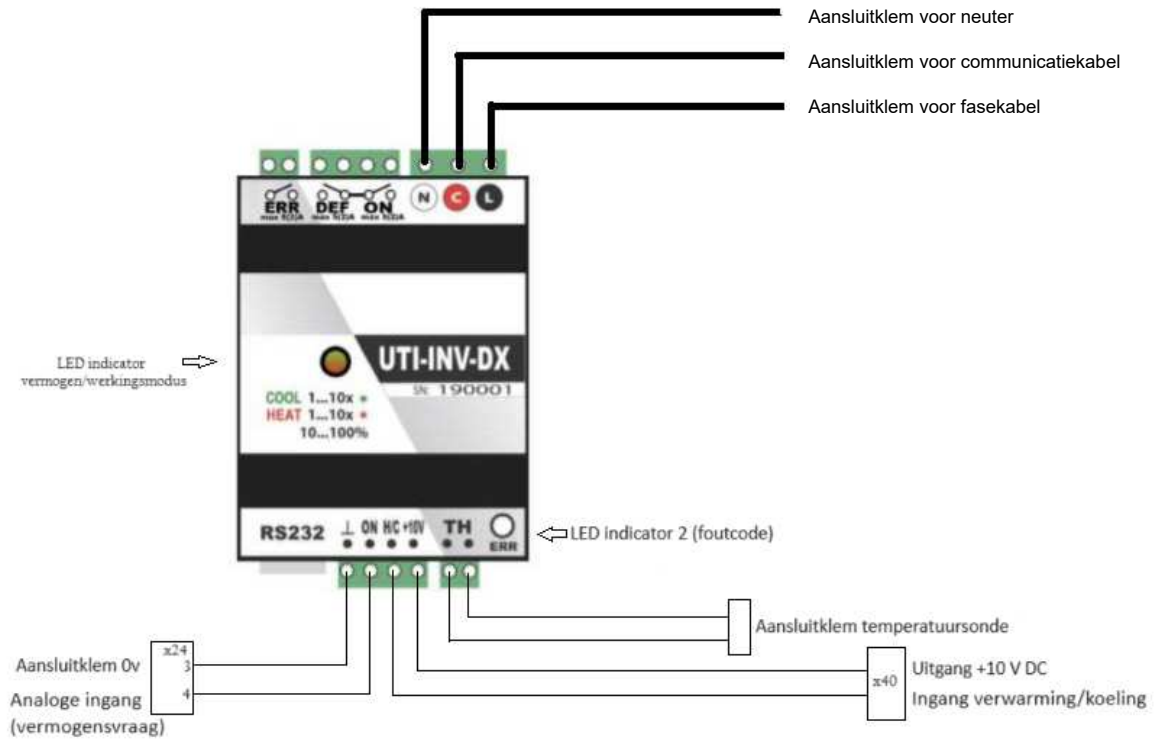 Aansluitklem voor neuter
Aansluitklem voor communicatiekabel
Aansluitklem voor fasekabel
ERR DEF ON N C L
LED indicator
vermogen/werkingsmodus
UTI-INV-DX
SN: 190001
COOL 1...10x
HEAT 1...10x
10...100%
RS232 ⊥ ON H/C +10V TH
ERR
LED indicator 2 (foutcode)
Aansluitklem temperatuursonde
x24
Aansluitklem 0v 3
Analoge ingang 4
(vermogensvraag)
x40
Uitgang +10 V DC
Ingang verwarming/koeling